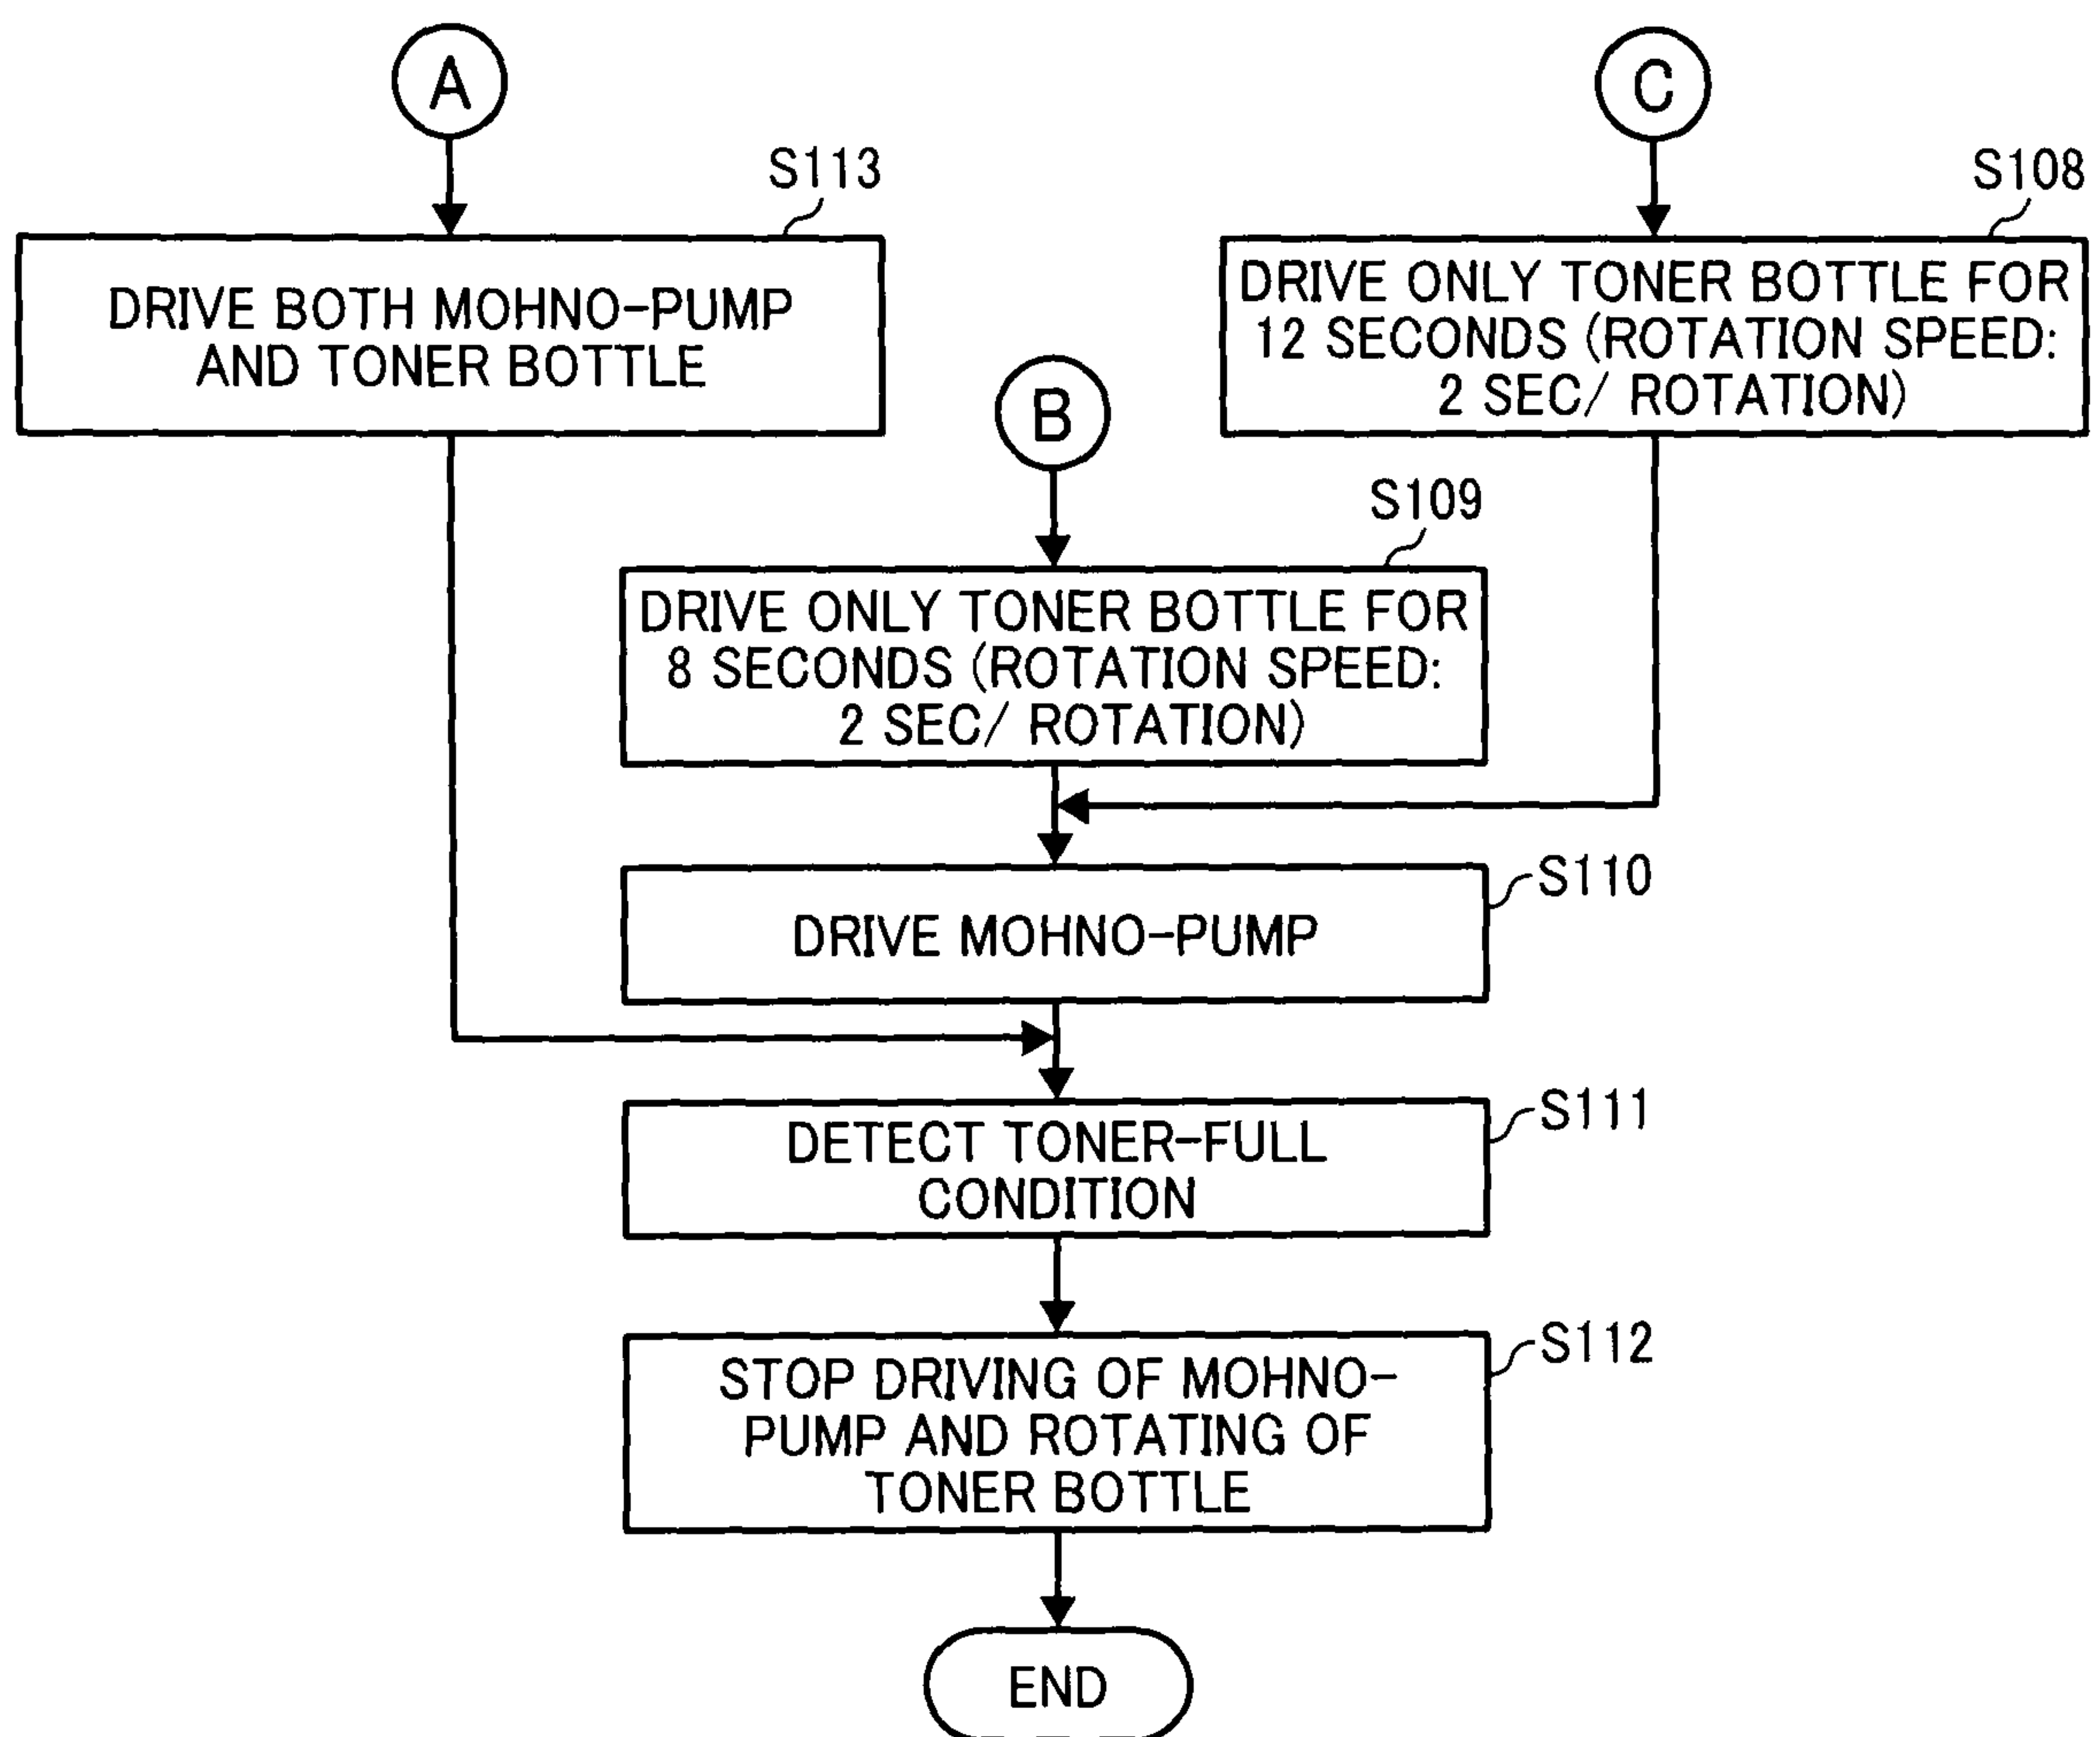 A
C
S113
S108
DRIVE BOTH MOHNO-PUMP
AND TONER BOTTLE
DRIVE ONLY TONER BOTTLE FOR
12 SECONDS (ROTATION SPEED:
2 SEC/ ROTATION)
B
S109
DRIVE ONLY TONER BOTTLE FOR
8 SECONDS (ROTATION SPEED:
2 SEC/ ROTATION)
S110
DRIVE MOHNO-PUMP
S111
DETECT TONER-FULL
CONDITION
S112
STOP DRIVING OF MOHNO-
PUMP AND ROTATING OF
TONER BOTTLE
END